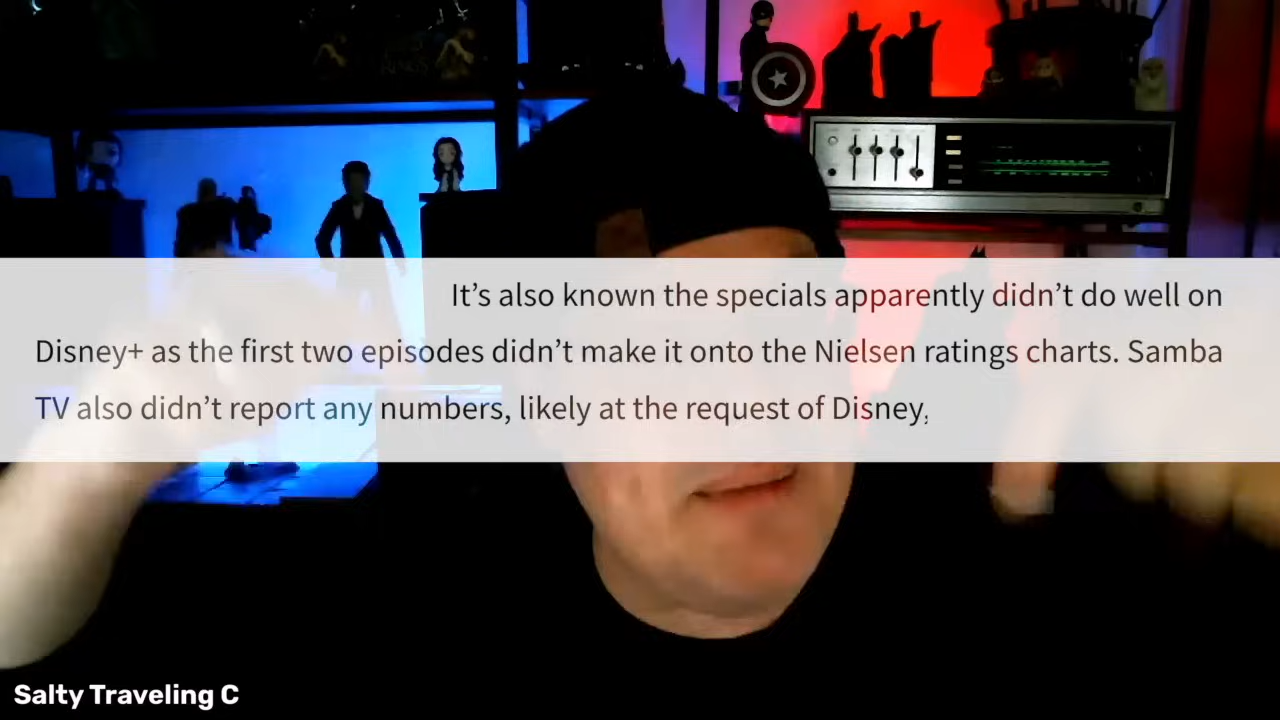 It’s also known the specials apparently didn’t do well on
Disney+ as the first two episodes didn’t make it onto the Nielsen ratings charts. Samba
TV also didn’t report any numbers, likely at the request of Disney,
Salty Traveling C